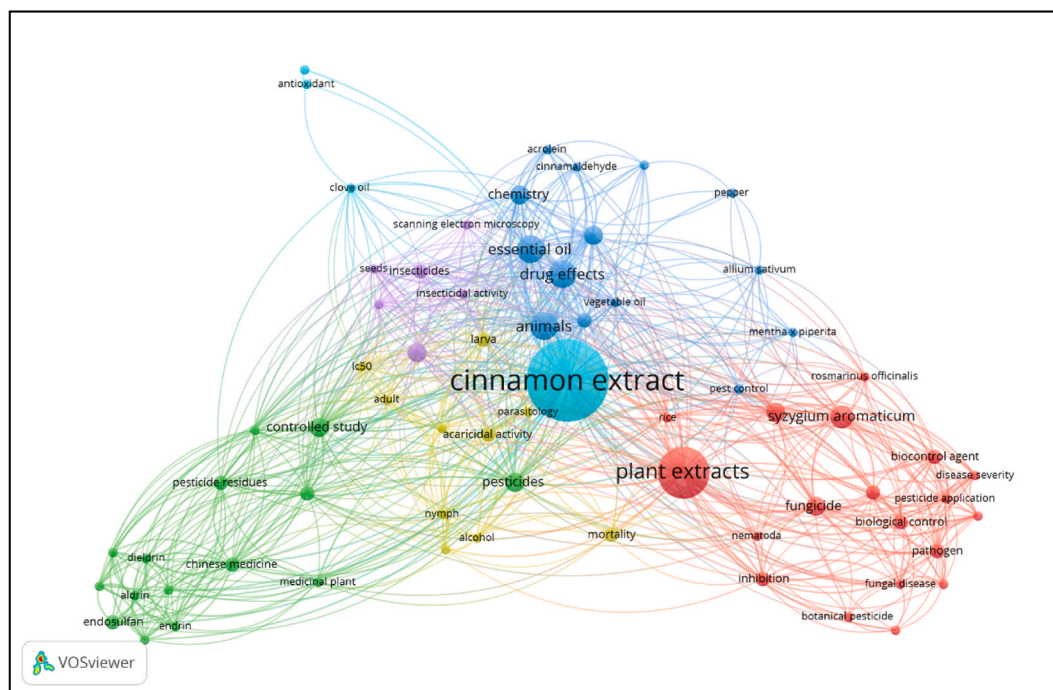 antioxidant
acrolein
cinnamaldehyde
clove oil
chemistry
pepper
scanning electron microscopy
essential oil
seeds
insecticides
drug effects
allium sativum
insecticidal activity
vegetable oil
animals
larva
mentha x piperita
lc50
cinnamon extract
rosmarinus officinalis
adult
pest control
parasitology
rice
syzygium aromaticum
controlled study
acaricidal activity
biocontrol agent
plant extracts
disease severity
pesticide residues
pesticides
pesticide application
fungicide
nymph
biological control
alcohol
mortality
nematoda
pathogen
dieldrin
chinese medicine
medicinal plant
inhibition
fungal disease
aldrin
endosulfan
endrin
botanical pesticide
VOSviewer